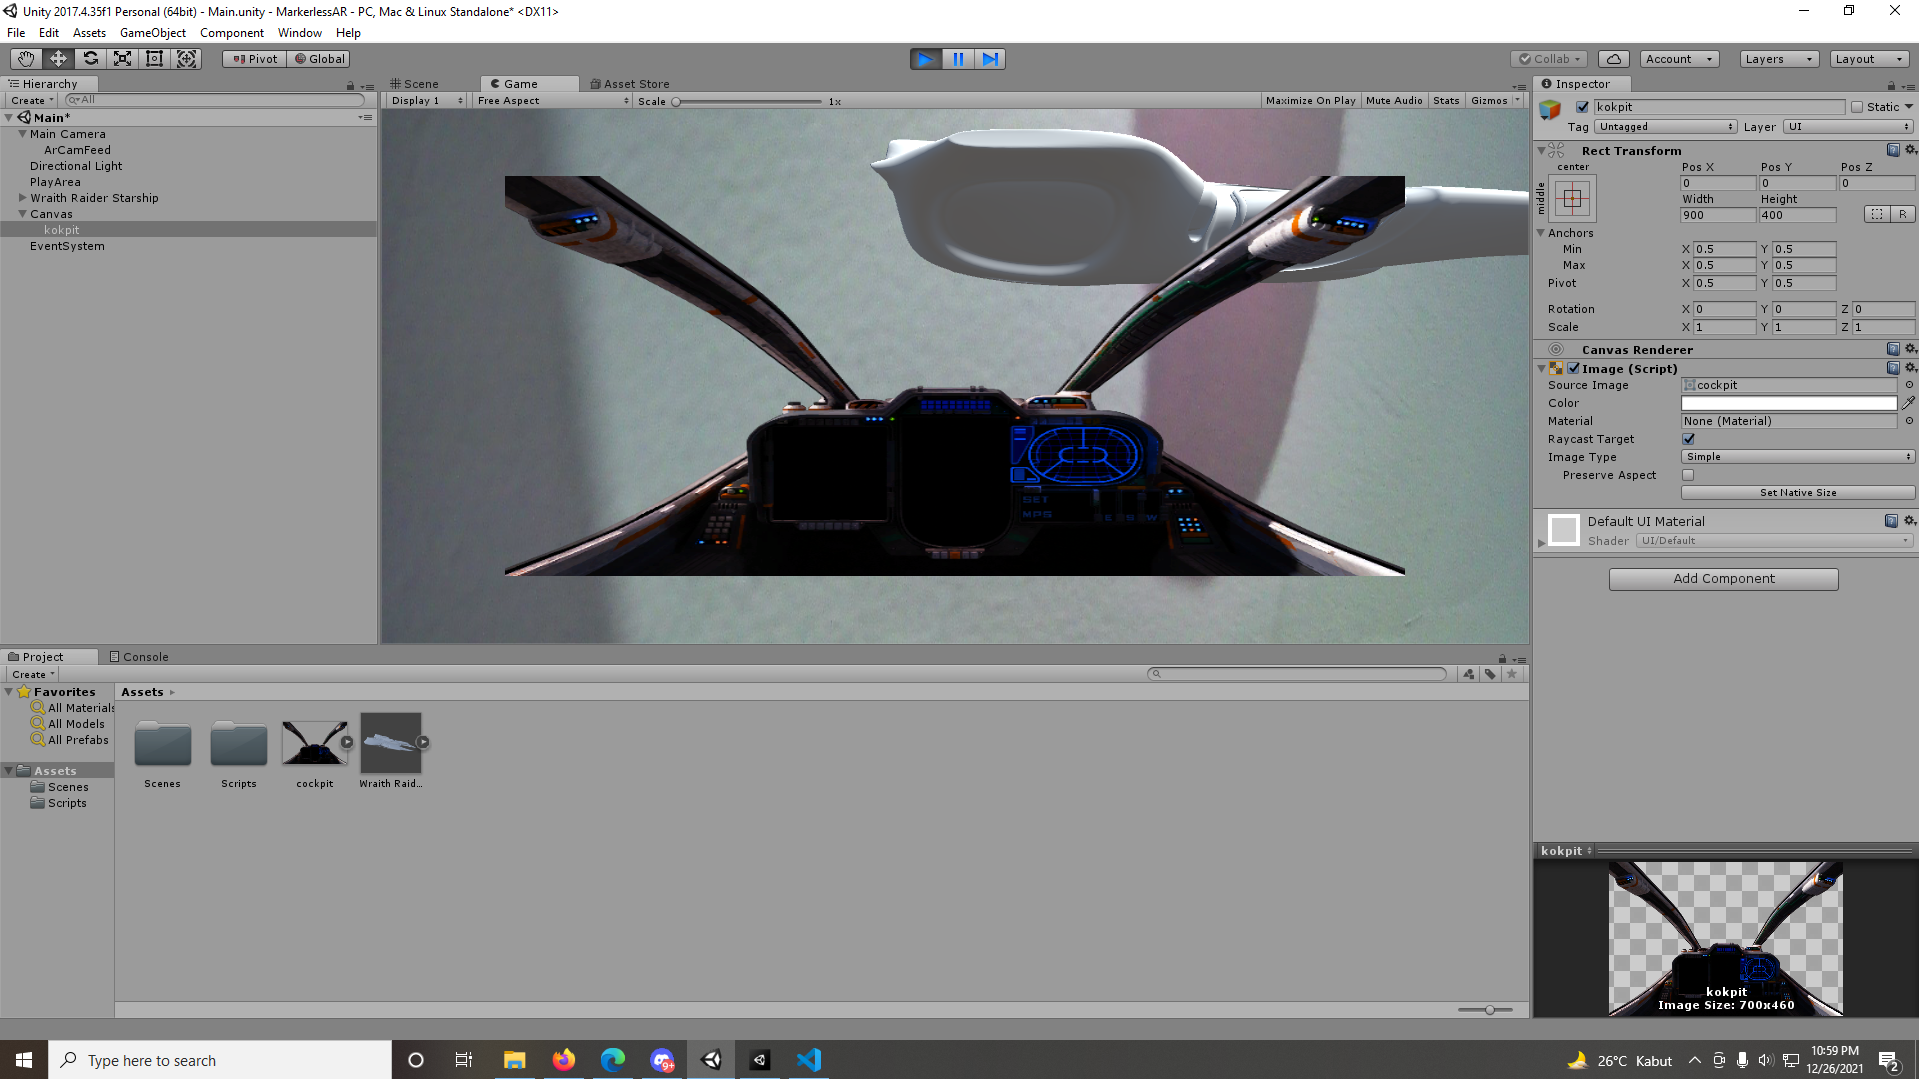 Unity 2017.4.35f1 Personal (64bit) - Main.unity - MarkerlessAR - PC, Mac & Linux Standalone* <DX11>
File Edit Assets GameObject Component Window Help
Pivot Global Collab Account Layers Layout
Hierarchy
Create All
Main*
Main Camera
ArCamFeed
Directional Light
PlayArea
Wraith Raider Starship
Canvas
kokpit
EventSystem
Scene Game Asset Store
Display 1 Free Aspect Scale 1x Maximize On Play Mute Audio Stats Gizmos
SET
MPS E S W
Inspector
kokpit Static
Tag Untagged Layer UI
Rect Transform
center Pos X Pos Y Pos Z
middle 0 0 0
Width Height
900 400 R
Anchors
Min X 0.5 Y 0.5
Max X 0.5 Y 0.5
Pivot X 0.5 Y 0.5
Rotation X 0 Y 0 Z 0
Scale X 1 Y 1 Z 1
Canvas Renderer
Image (Script)
Source Image cockpit
Color
Material None (Material)
Raycast Target
Image Type Simple
Preserve Aspect
Set Native Size
Default UI Material
Shader UI/Default
Add Component
kokpit
kokpit
Image Size: 700x460
Project Console
Create
Favorites
All Materials
All Models
All Prefabs
Assets
Scenes
Scripts
Assets
Scenes Scripts cockpit Wraith Raid...
Type here to search
9+
26°C Kabut
10:59 PM
12/26/2021
2